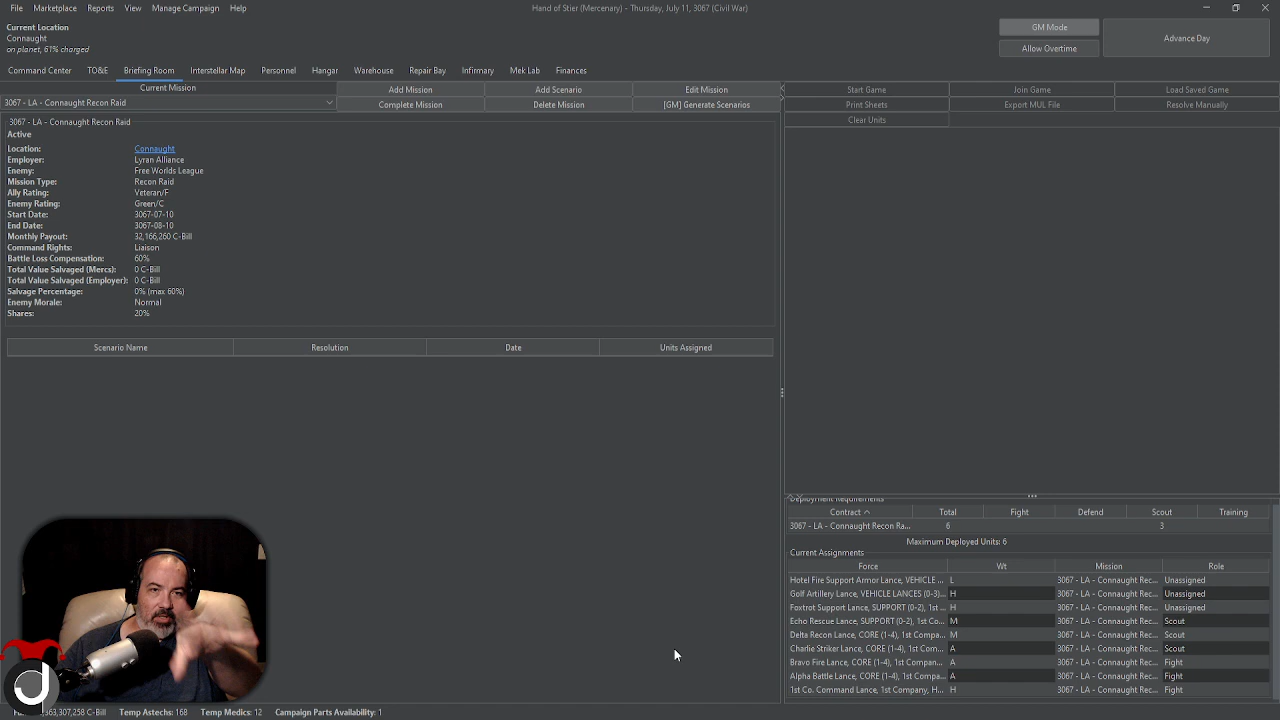 File Marketplace Reports View Manage Campaign Help
Hand of Stier (Mercenary) - Thursday, July 11, 3067 (Civil War)
Current Location
Connaught
on planet, 61% charged
GM Mode
Allow Overtime
Advance Day
Command Center TO&E Briefing Room Interstellar Map Personnel Hangar Warehouse Repair Bay Infirmary Mek Lab Finances
Current Mission
3067 - LA - Connaught Recon Raid
Add Mission Add Scenario Edit Mission
Complete Mission Delete Mission [GM] Generate Scenarios
Start Game Join Game Load Saved Game
Print Sheets Export MUL File Resolve Manually
Clear Units
3067 - LA - Connaught Recon Raid
Active
Location: Connaught
Employer: Lyran Alliance
Enemy: Free Worlds League
Mission Type: Recon Raid
Ally Rating: Veteran/F
Enemy Rating: Green/C
Start Date: 3067-07-10
End Date: 3067-08-10
Monthly Payout: 32,166,260 C-Bill
Command Rights: Liaison
Battle Loss Compensation: 60%
Total Value Salvaged (Mercs): 0 C-Bill
Total Value Salvaged (Employer): 0 C-Bill
Salvage Percentage: 0% (max 60%)
Enemy Morale: Normal
Shares: 20%
Scenario Name Resolution Date Units Assigned
Deployment Requirements
Contract Total Fight Defend Scout Training
3067 - LA - Connaught Recon Ra... 6 3
Maximum Deployed Units: 6
Current Assignments
Force Wt Mission Role
Hotel Fire Support Armor Lance, VEHICLE ... L 3067 - LA - Connaught Rec... Unassigned
Golf Artillery Lance, VEHICLE LANCES (0-3)... H 3067 - LA - Connaught Rec... Unassigned
Foxtrot Support Lance, SUPPORT (0-2), 1st ... H 3067 - LA - Connaught Rec... Unassigned
Echo Rescue Lance, SUPPORT (0-2), 1st Co... M 3067 - LA - Connaught Rec... Scout
Delta Recon Lance, CORE (1-4), 1st Compa... M 3067 - LA - Connaught Rec... Scout
Charlie Striker Lance, CORE (1-4), 1st Com... A 3067 - LA - Connaught Rec... Scout
Bravo Fire Lance, CORE (1-4), 1st Compan... A 3067 - LA - Connaught Rec... Fight
Alpha Battle Lance, CORE (1-4), 1st Comp... A 3067 - LA - Connaught Rec... Fight
1st Co. Command Lance, 1st Company, H... H 3067 - LA - Connaught Rec... Fight
363,307,258 C-Bill Temp Astechs: 168 Temp Medics: 12 Campaign Parts Availability: 1